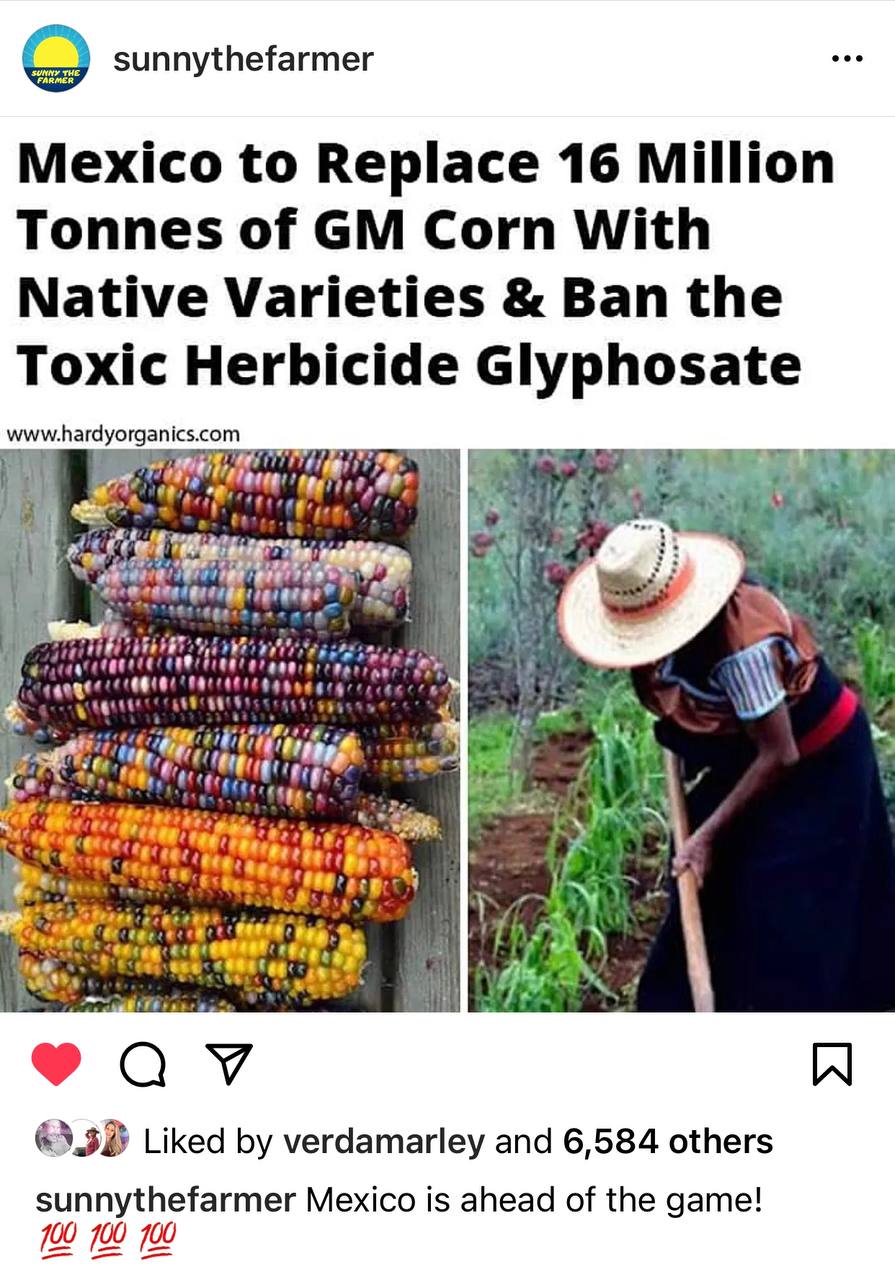 SUNNY THE
FARMER
sunnythefarmer
Mexico to Replace 16 Million
Tonnes of GM Corn With
Native Varieties & Ban the
Toxic Herbicide Glyphosate
www.hardyorganics.com
Liked by verdamarley and 6,584 others
sunnythefarmer Mexico is ahead of the game!
💯 💯 💯